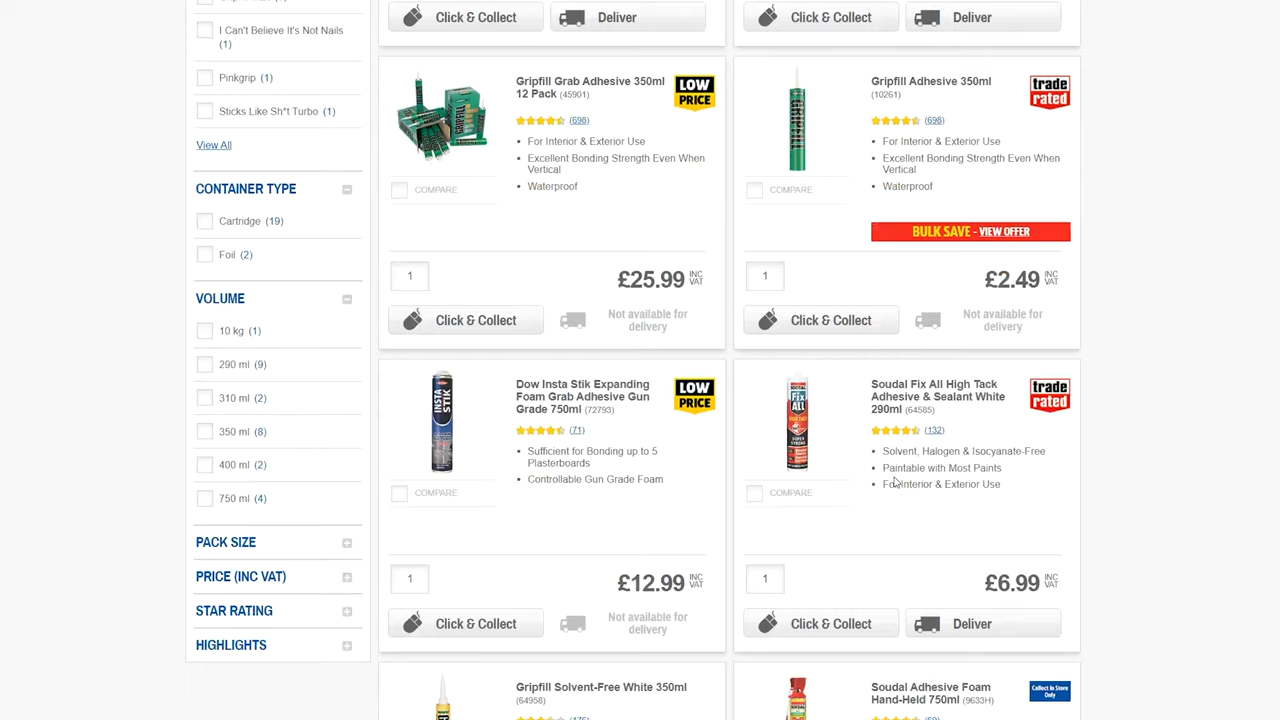 I Can't Believe It's Not Nails
(1)
Pinkgrip (1)
Sticks Like Sh*t Turbo (1)
View All
CONTAINER TYPE
Cartridge (19)
Foil (2)
VOLUME
10 kg (1)
290 ml (9)
310 ml (2)
350 ml (8)
400 ml (2)
750 ml (4)
PACK SIZE
PRICE (INC VAT)
STAR RATING
HIGHLIGHTS
Click & Collect
Deliver
Click & Collect
Deliver
Gripfill Grab Adhesive 350ml
12 Pack (45901)
LOW
PRICE
(698)
For Interior & Exterior Use
Excellent Bonding Strength Even When
Vertical
Waterproof
COMPARE
1
£25.99 INC
VAT
Click & Collect
Not available for
delivery
Gripfill Adhesive 350ml
(10261)
trade
rated
(698)
For Interior & Exterior Use
Excellent Bonding Strength Even When
Vertical
Waterproof
COMPARE
BULK SAVE - VIEW OFFER
1
£2.49 INC
VAT
Click & Collect
Not available for
delivery
Dow Insta Stik Expanding
Foam Grab Adhesive Gun
Grade 750ml (72793)
LOW
PRICE
INSTA
STIK
(71)
Sufficient for Bonding up to 5
Plasterboards
Controllable Gun Grade Foam
COMPARE
1
£12.99 INC
VAT
Click & Collect
Not available for
delivery
Soudal Fix All High Tack
Adhesive & Sealant White
290ml (64585)
trade
rated
Fix
ALL
(132)
Solvent, Halogen & Isocyanate-Free
Paintable with Most Paints
For Interior & Exterior Use
COMPARE
1
£6.99 INC
VAT
Click & Collect
Deliver
Gripfill Solvent-Free White 350ml
(64958)
Soudal Adhesive Foam
Hand-Held 750ml (9633H)
Collect in Store
Only